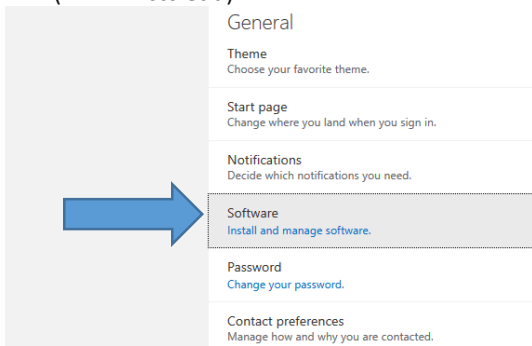 General
Theme
Choose your favorite theme.
Start page
Change where you land when you sign in.
Notifications
Decide which notifications you need.
Software
Install and manage software.
Password
Change your password.
Contact preferences
Manage how and why you are contacted.